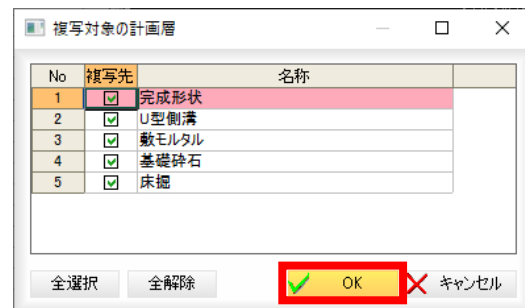 複写対象の計画層
No 複写先 名称
1 完成形状
2 U型側溝
3 敷モルタル
4 基礎砕石
5 床掘
全選択 全解除 OK キャンセル